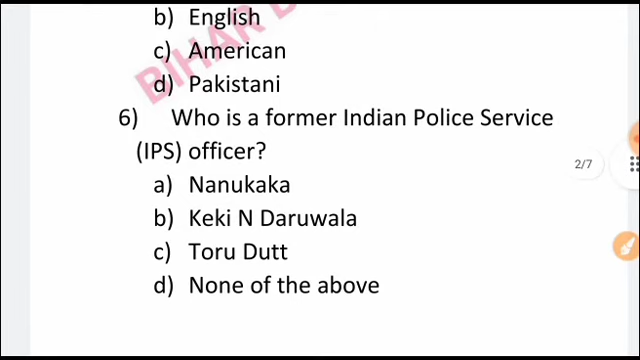 b) English
c) American
d) Pakistani
6) Who is a former Indian Police Service
(IPS) officer?
a) Nanukaka
b) Keki N Daruwala
c) Toru Dutt
d) None of the above
2/7
BIHAR B